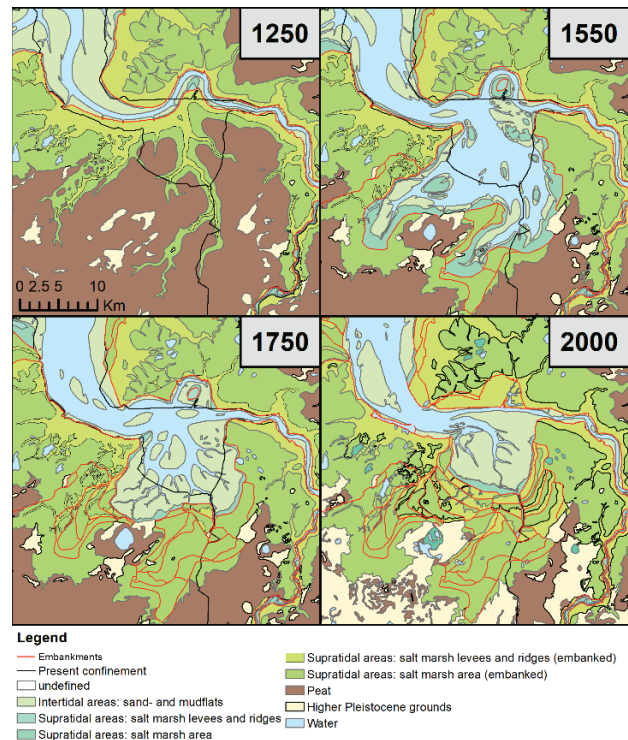 1250
1550
0 2.5 5 10
Km
1750
2000
Legend
Embankments
Present confinement
undefined
Intertidal areas: sand- and mudflats
Supratidal areas: salt marsh levees and ridges
Supratidal areas: salt marsh area
Supratidal areas: salt marsh levees and ridges (embanked)
Supratidal areas: salt marsh area (embanked)
Peat
Higher Pleistocene grounds
Water